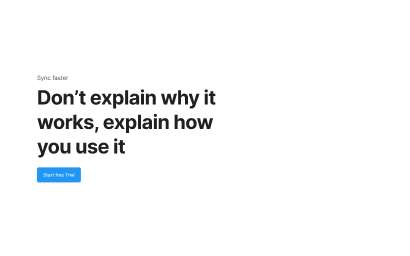 Sync faster
Don’t explain why it
works, explain how
you use it
Start free Trial